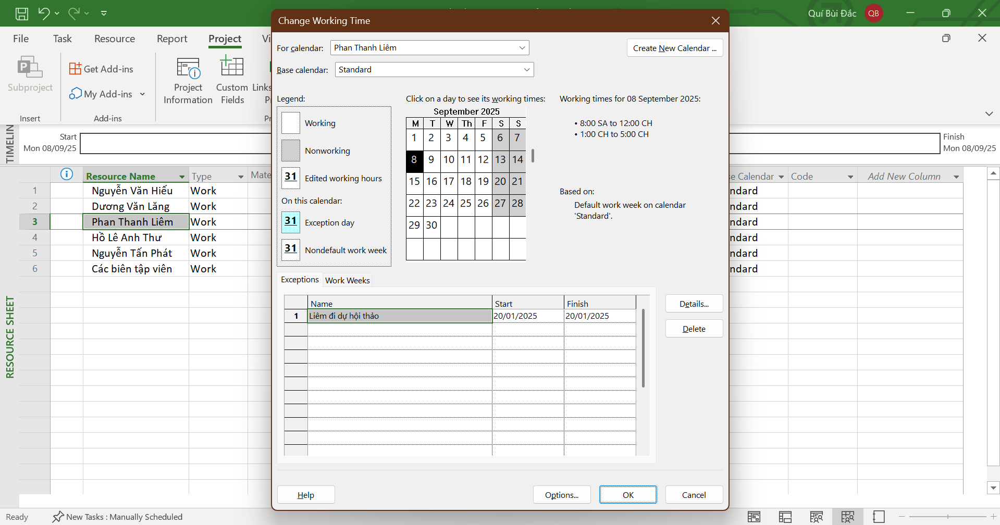 Quí Bùi Đắc
QB
Change Working Time
File
Task
Resource
Report
Project
Vi
Subproject
Get Add-ins
My Add-ins
Project Information
Custom Fields
Links
Insert
Add-ins
For calendar:
Phan Thanh Liêm
Create New Calendar ...
Base calendar:
Standard
Legend:
Working
Nonworking
31
Edited working hours
On this calendar:
31
Exception day
31
Nondefault work week
Click on a day to see its working times:
September 2025
M T W Th F S S
1 2 3 4 5 6 7
8 9 10 11 12 13 14
15 16 17 18 19 20 21
22 23 24 25 26 27 28
29 30
Working times for 08 September 2025:
• 8:00 SA to 12:00 CH
• 1:00 CH to 5:00 CH
Based on:
Default work week on calendar
'Standard'.
Exceptions
Work Weeks
Name Start Finish
1 Liêm đi dự hội thảo 20/01/2025 20/01/2025
Details...
Delete
Help
Options...
OK
Cancel
TIMELIN
Start
Mon 08/09/25
Finish
Mon 08/09/25
RESOURCE SHEET
Resource Name Type Mate e Calendar Code Add New Column
1 Nguyễn Văn Hiếu Work ndard
2 Dương Văn Lăng Work ndard
3 Phan Thanh Liêm Work ndard
4 Hồ Lê Anh Thư Work ndard
5 Nguyễn Tấn Phát Work ndard
6 Các biên tập viên Work ndard
Ready
New Tasks : Manually Scheduled